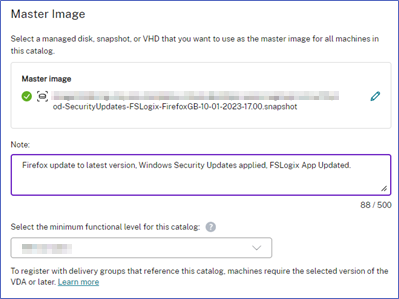 Master Image
Select a managed disk, snapshot, or VHD that you want to use as the master image for all machines in
this catalog.
Master image
od-SecurityUpdates-FSLogix-FirefoxGB-10-01-2023-17.00.snapshot
Note:
Firefox update to latest version, Windows Security Updates applied, FSLogix App Updated.
88 / 500
Select the minimum functional level for this catalog: ?
To register with delivery groups that reference this catalog, machines require the selected version of the
VDA or later. Learn more